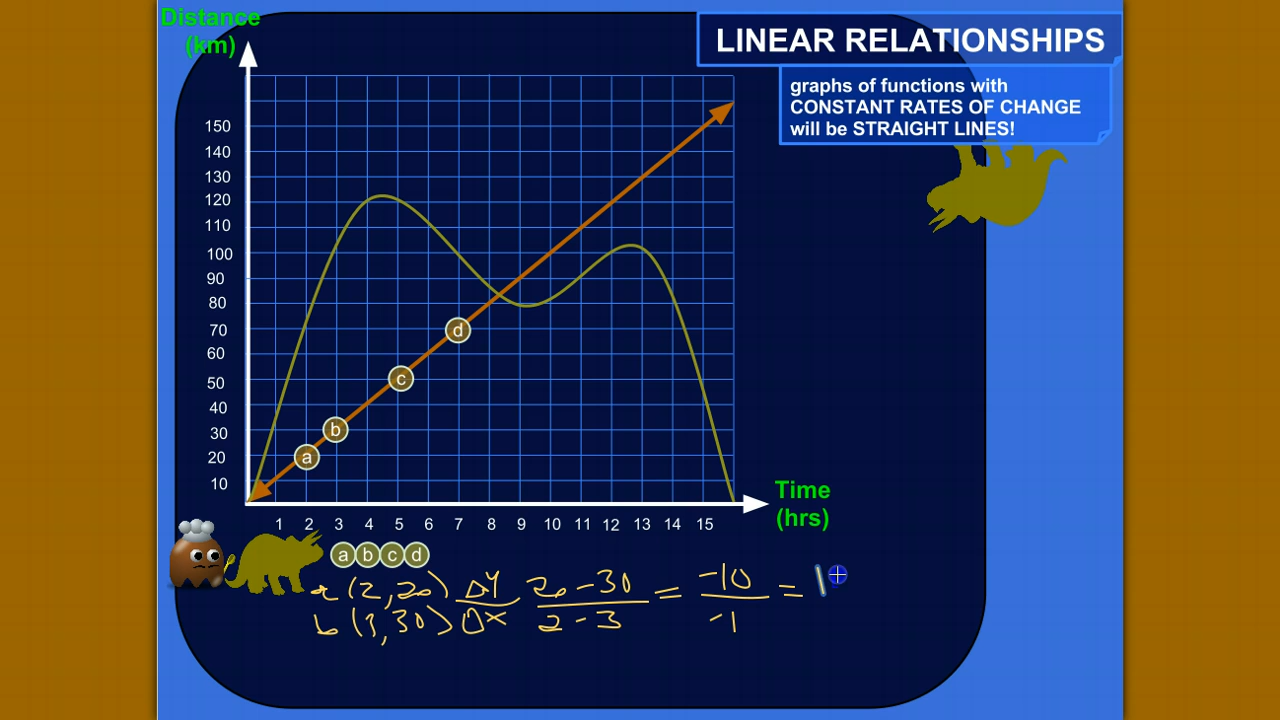 Distance
(km)
LINEAR RELATIONSHIPS
graphs of functions with
CONSTANT RATES OF CHANGE
will be STRAIGHT LINES!
150
140
130
120
110
100
90
80
70
60
50
40
30
20
10
d
c
b
a
Time
(hrs)
1 2 3 4 5 6 7 8 9 10 11 12 13 14 15
a b c d
a (2, 20) ΔY 20 - 30 = -10 = 1
b (3, 30) ΔX 2 - 3 -1